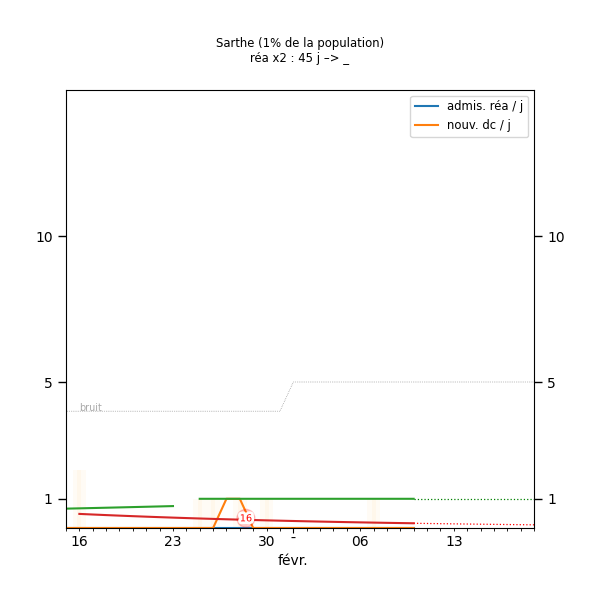 Sarthe (1% de la population)
réa x2 : 45 j –> _
admis. réa / j
nouv. dc / j
10 10
5 5
bruit
1 1
-16
16 23 30 - 06 13
févr.